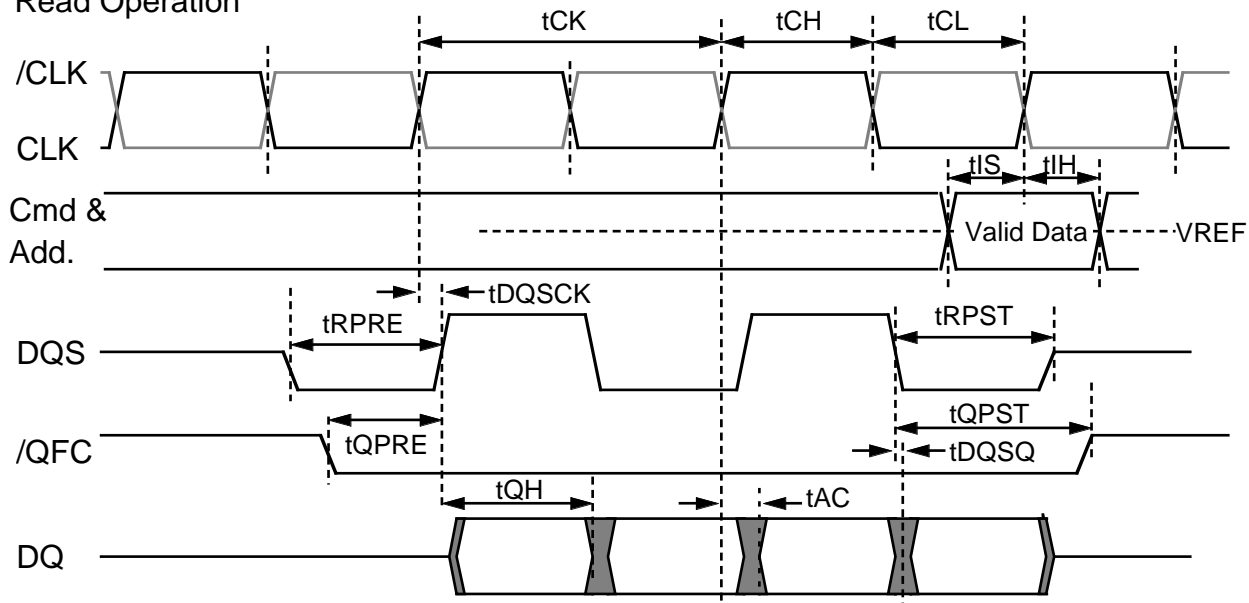 Read Operation
tCK
tCH
tCL
/CLK
CLK
tIS
tIH
Cmd &
Add.
Valid Data
VREF
tDQSCK
tRPRE
tRPST
DQS
tQPRE
tQPST
/QFC
tDQSQ
tQH
tAC
DQ